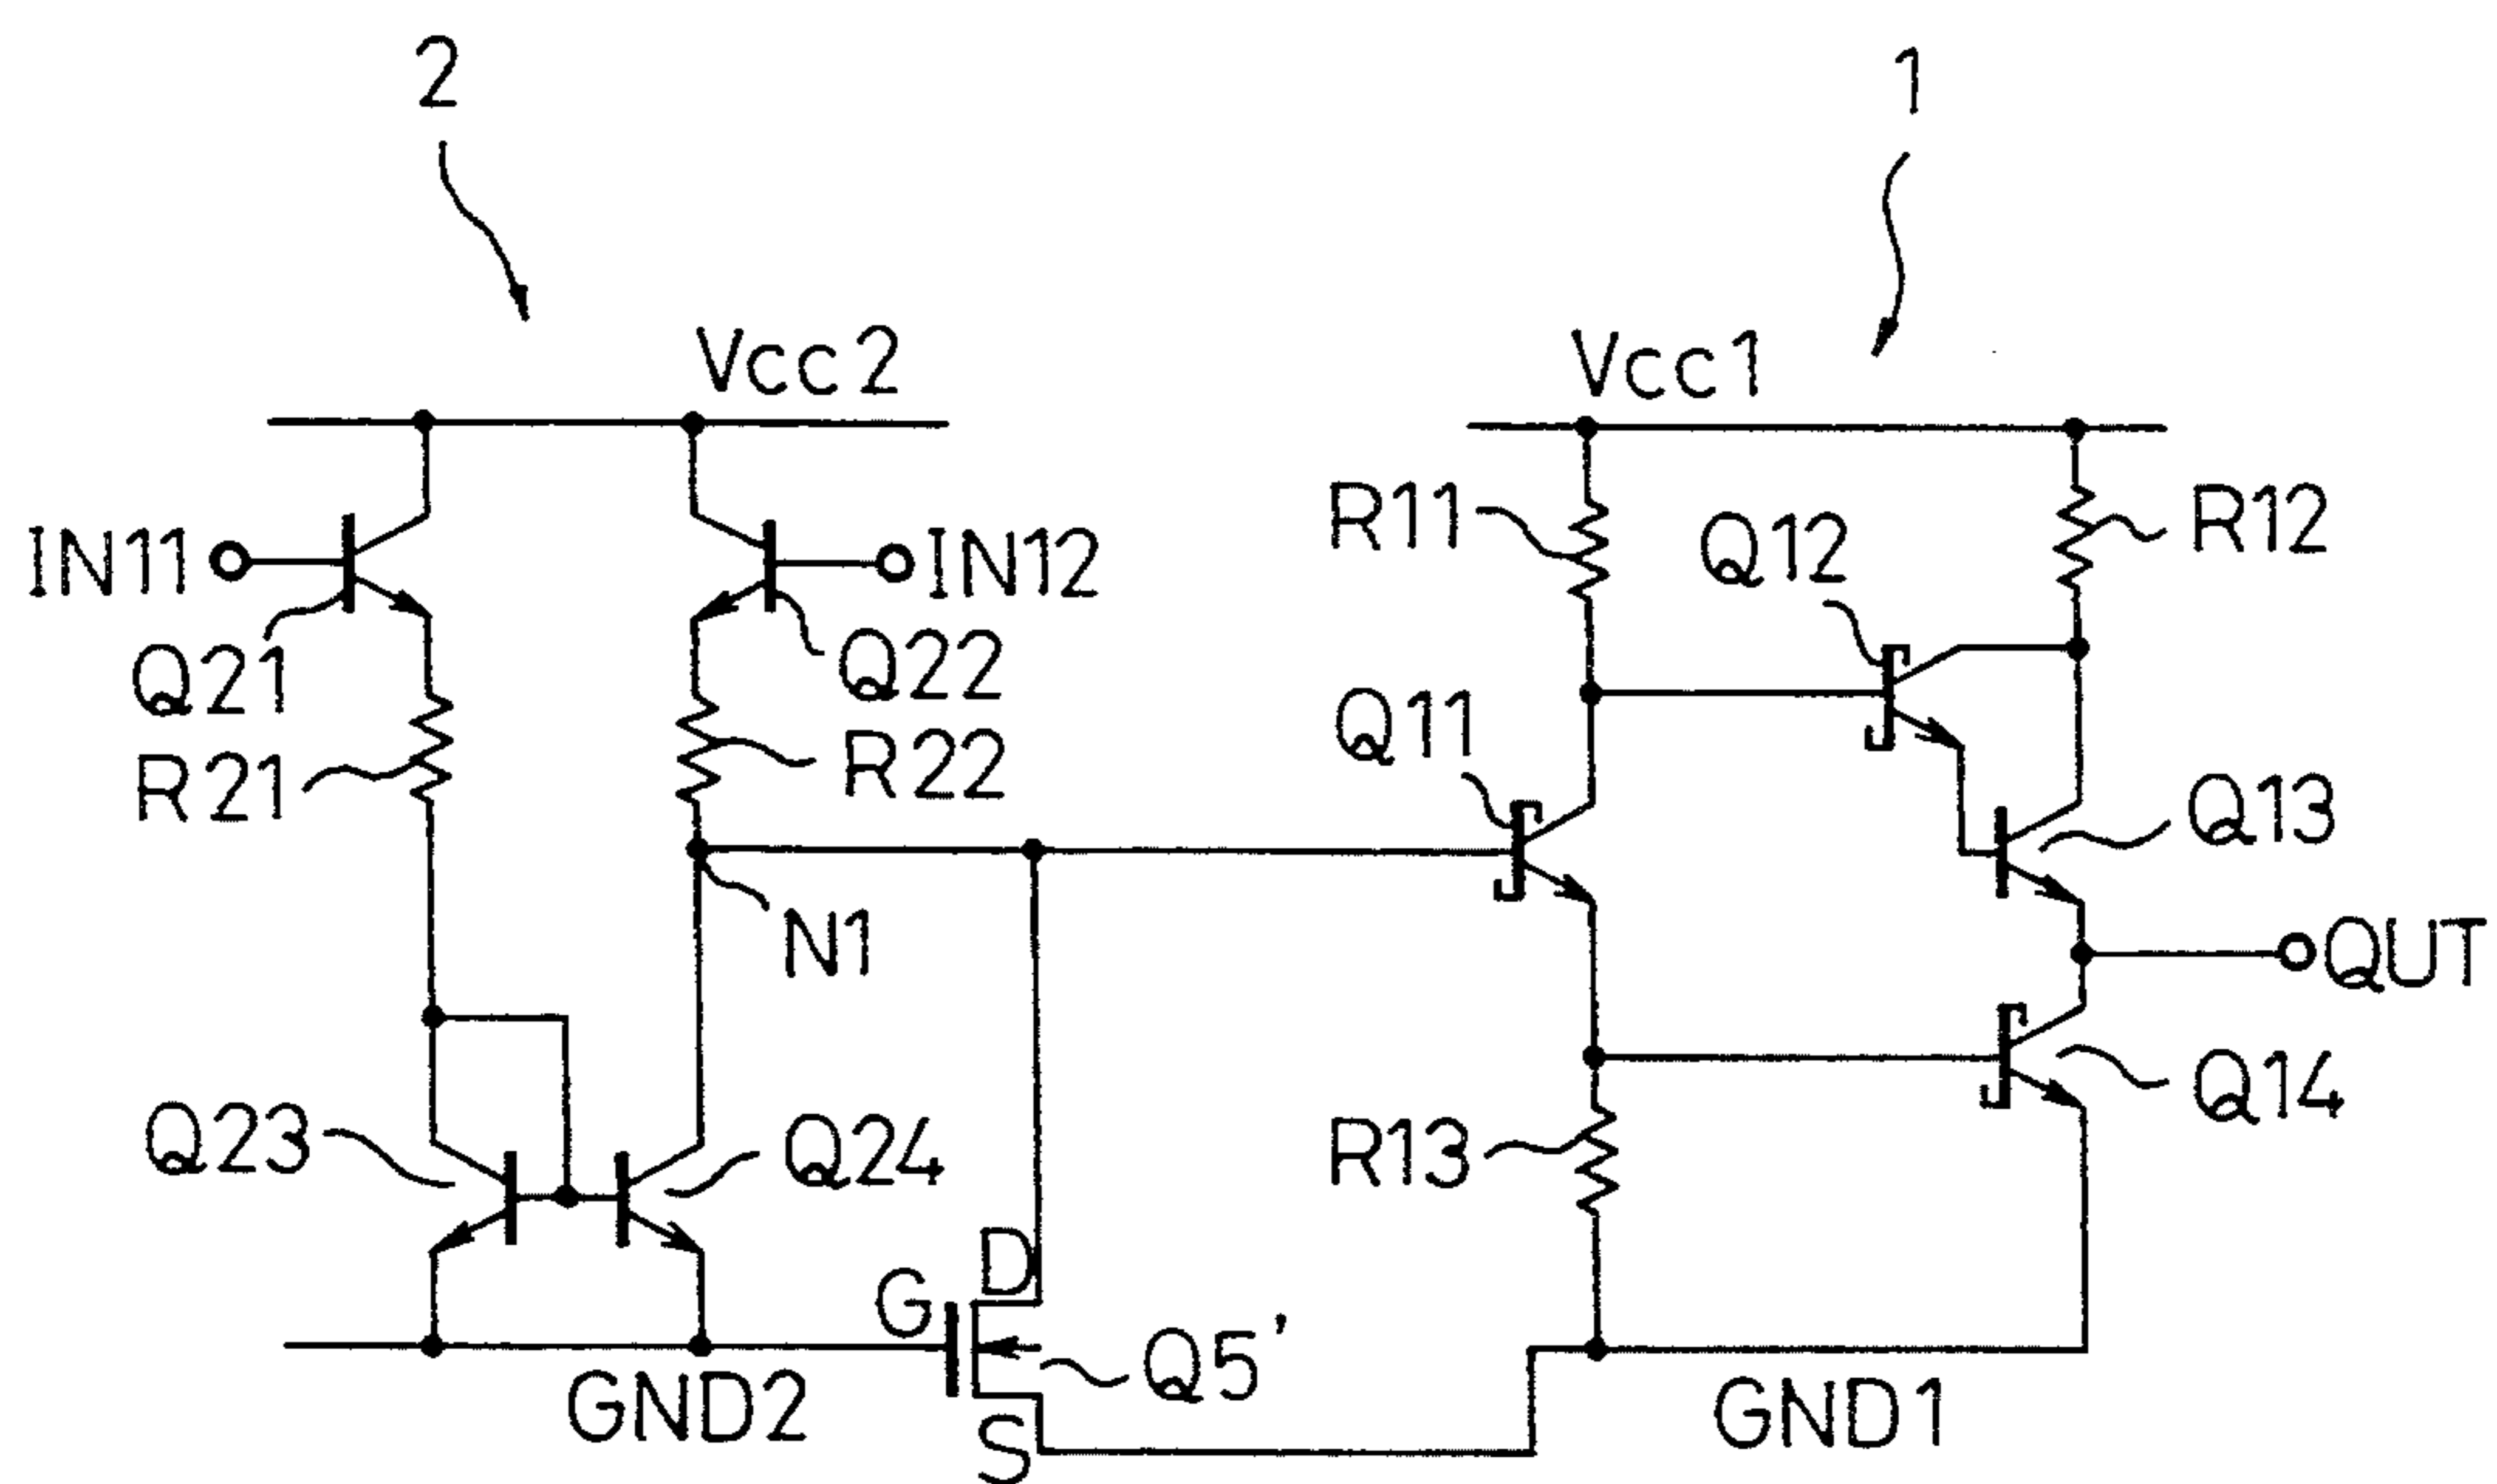 2
1
Vcc2
Vcc1
IN11
IN12
R11
Q12
R12
Q21
Q22
R21
R22
Q11
Q13
N1
QUT
Q23
Q24
R13
Q14
D
G
Q5'
GND2
GND1
S